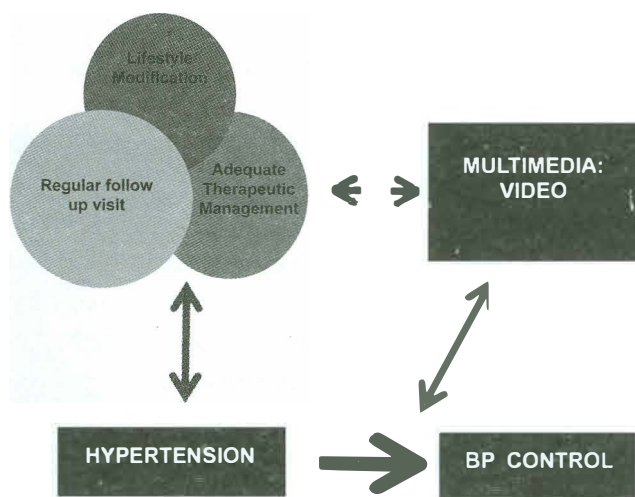 Lifestyle
Modification
Regular follow
up visit
Adequate
Therapeutic
Management
MULTIMEDIA:
VIDEO
HYPERTENSION
BP CONTROL